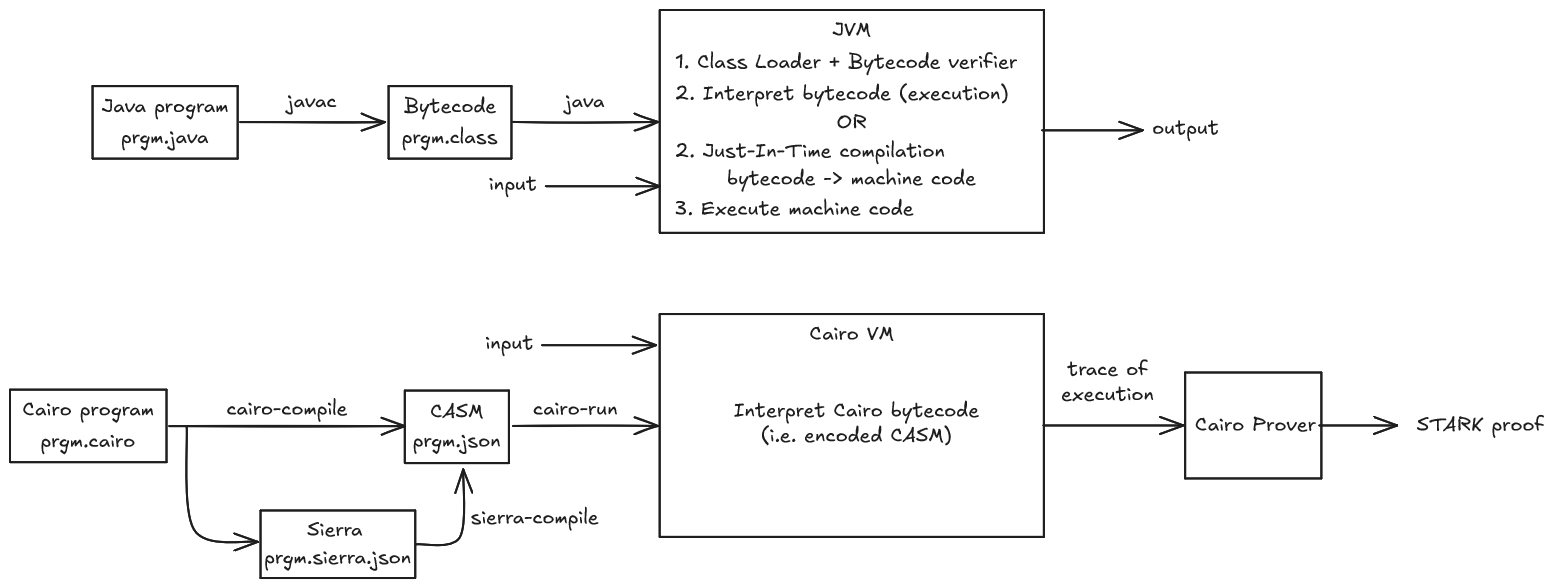 JVM
1. Class Loader + Bytecode verifier
2. Interpret bytecode (execution)
OR
2. Just-In-Time compilation
bytecode -> machine code
3. Execute machine code
Java program
prgm.java
javac
Bytecode
prgm.class
java
input
output
Cairo program
prgm.cairo
cairo-compile
CASM
prgm.json
Sierra
prgm.sierra.json
sierra-compile
cairo-run
input
Cairo VM
Interpret Cairo bytecode
(i.e. encoded CASM)
trace of
execution
Cairo Prover
STARK proof